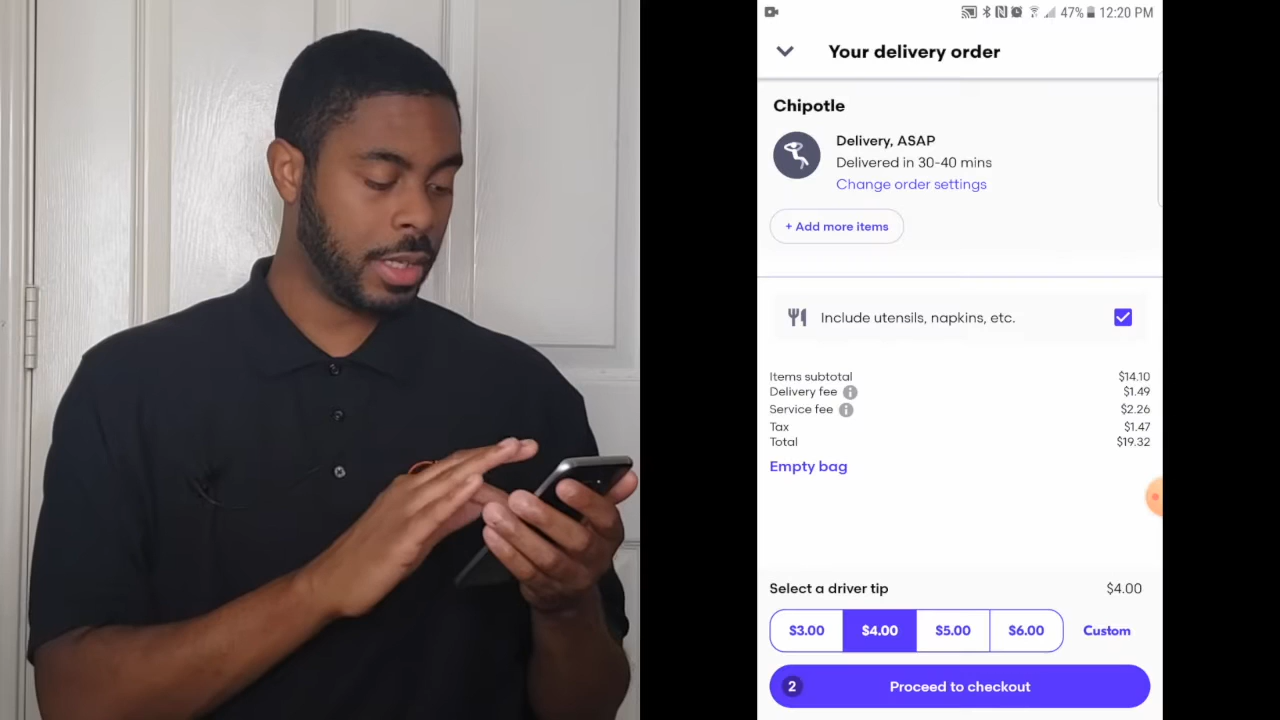 47% 12:20 PM
Your delivery order
Chipotle
Delivery, ASAP
Delivered in 30-40 mins
Change order settings
+ Add more items
Include utensils, napkins, etc.
Items subtotal $14.10
Delivery fee $1.49
Service fee $2.26
Tax $1.47
Total $19.32
Empty bag
Select a driver tip $4.00
$3.00 $4.00 $5.00 $6.00 Custom
2 Proceed to checkout